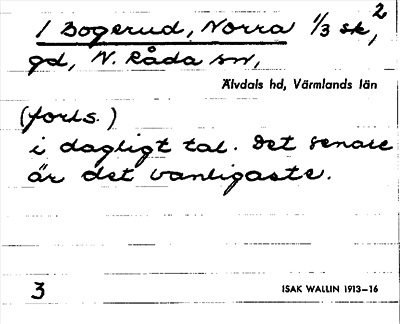 1 Bogerud, Norra 1/3 sk, 2
gd, N. Råda sn,
Älvdals hd, Värmlands län
(forts.)
i dagligt tal. Det senare
är det vanligaste.
3
ISAK WALLIN 1913–16